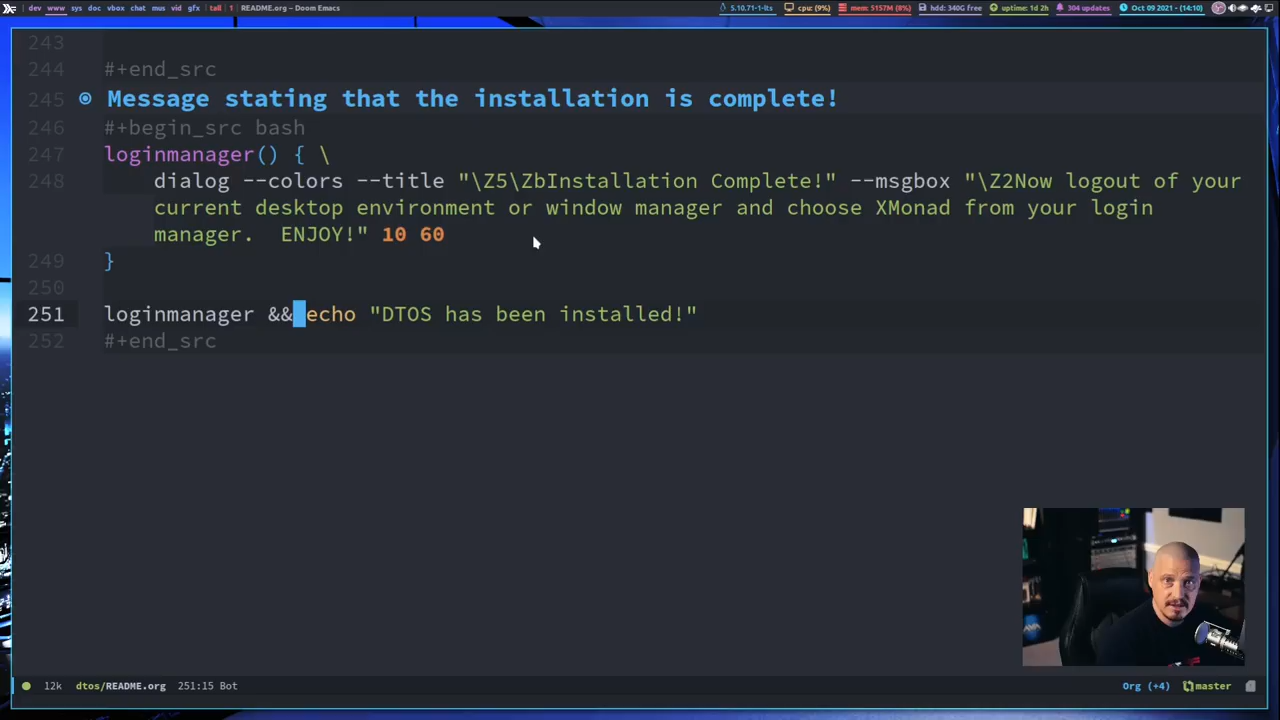 dev www sys doc vbox chat mus vid gfx | tall | 1 | README.org – Doom Emacs 5.10.71-1-lts cpu: (9%) mem: 5157M (8%) hdd: 340G free uptime: 1d 2h 304 updates Oct 09 2021 - (14:10)
243
244 #+end_src
245 Message stating that the installation is complete!
246 #+begin_src bash
247 loginmanager() { \
248 dialog --colors --title "\Z5\ZbInstallation Complete!" --msgbox "\Z2Now logout of your
current desktop environment or window manager and choose XMonad from your login
manager.  ENJOY!" 10 60
249 }
250
251 loginmanager && echo "DTOS has been installed!"
252 #+end_src
12k dtos/README.org 251:15 Bot Org (+4) master